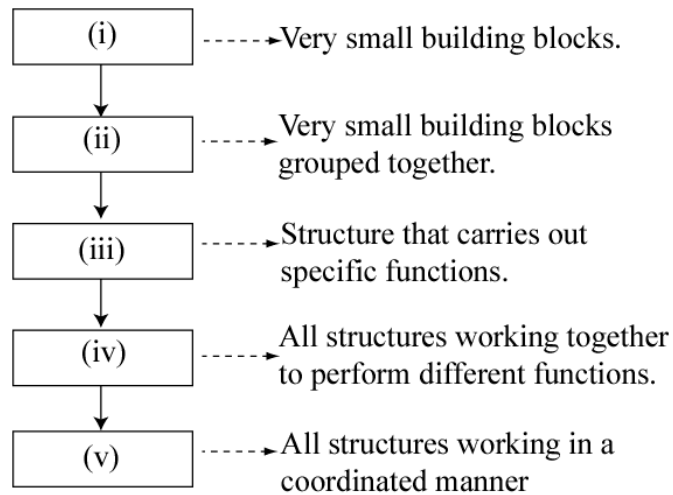 (i)
Very small building blocks.
(ii)
Very small building blocks
grouped together.
(iii)
Structure that carries out
specific functions.
(iv)
All structures working together
to perform different functions.
(v)
All structures working in a
coordinated manner